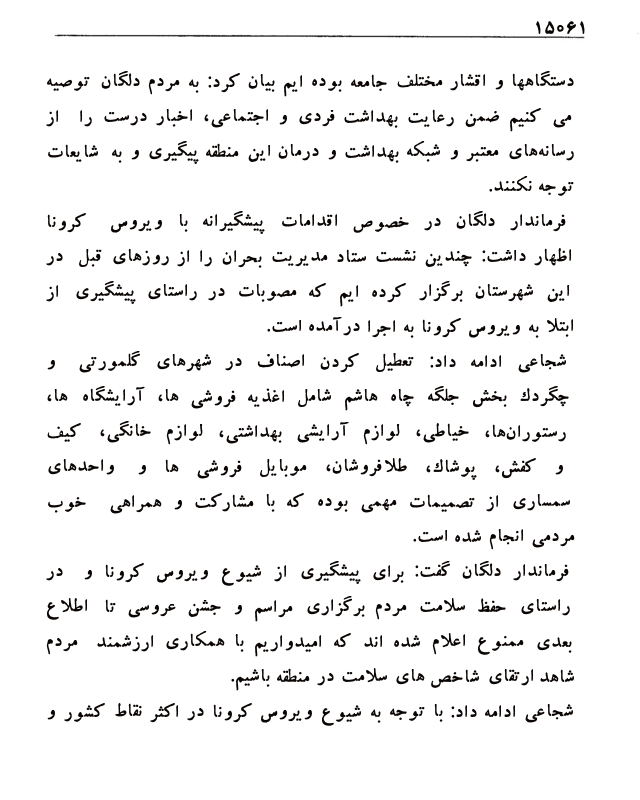 ۱۵۰۶۱
دستگاهها و اقشار مختلف جامعه بوده ایم بیان کرد: به مردم دلگان توصیه
می کنیم ضمن رعایت بهداشت فردی و اجتماعی، اخبار درست را از
رسانه‌های معتبر و شبکه بهداشت و درمان این منطقه پیگیری و به شایعات
توجه نکنند.
فرماندار دلگان در خصوص اقدامات پیشگیرانه با ویروس کرونا
اظهار داشت: چندین نشست ستاد مدیریت بحران را از روزهای قبل در
این شهرستان برگزار کرده ایم که مصوبات در راستای پیشگیری از
ابتلا به ویروس کرونا به اجرا درآمده است.
شجاعی ادامه داد: تعطیل کردن اصناف در شهرهای گلمورتی و
چگردك بخش جلگه چاه هاشم شامل اغذیه فروشی ها، آرایشگاه ها،
رستوران‌ها، خیاطی، لوازم آرایشی بهداشتی، لوازم خانگی، کیف
و کفش، پوشاك، طلافروشان، موبایل فروشی ها و واحدهای
سمساری از تصمیمات مهمی بوده که با مشارکت و همراهی خوب
مردمی انجام شده است.
فرماندار دلگان گفت: برای پیشگیری از شیوع ویروس کرونا و در
راستای حفظ سلامت مردم برگزاری مراسم و جشن عروسی تا اطلاع
بعدی ممنوع اعلام شده اند که امیدواریم با همکاری ارزشمند مردم
شاهد ارتقای شاخص های سلامت در منطقه باشیم.
شجاعی ادامه داد: با توجه به شیوع ویروس کرونا در اکثر نقاط کشور و